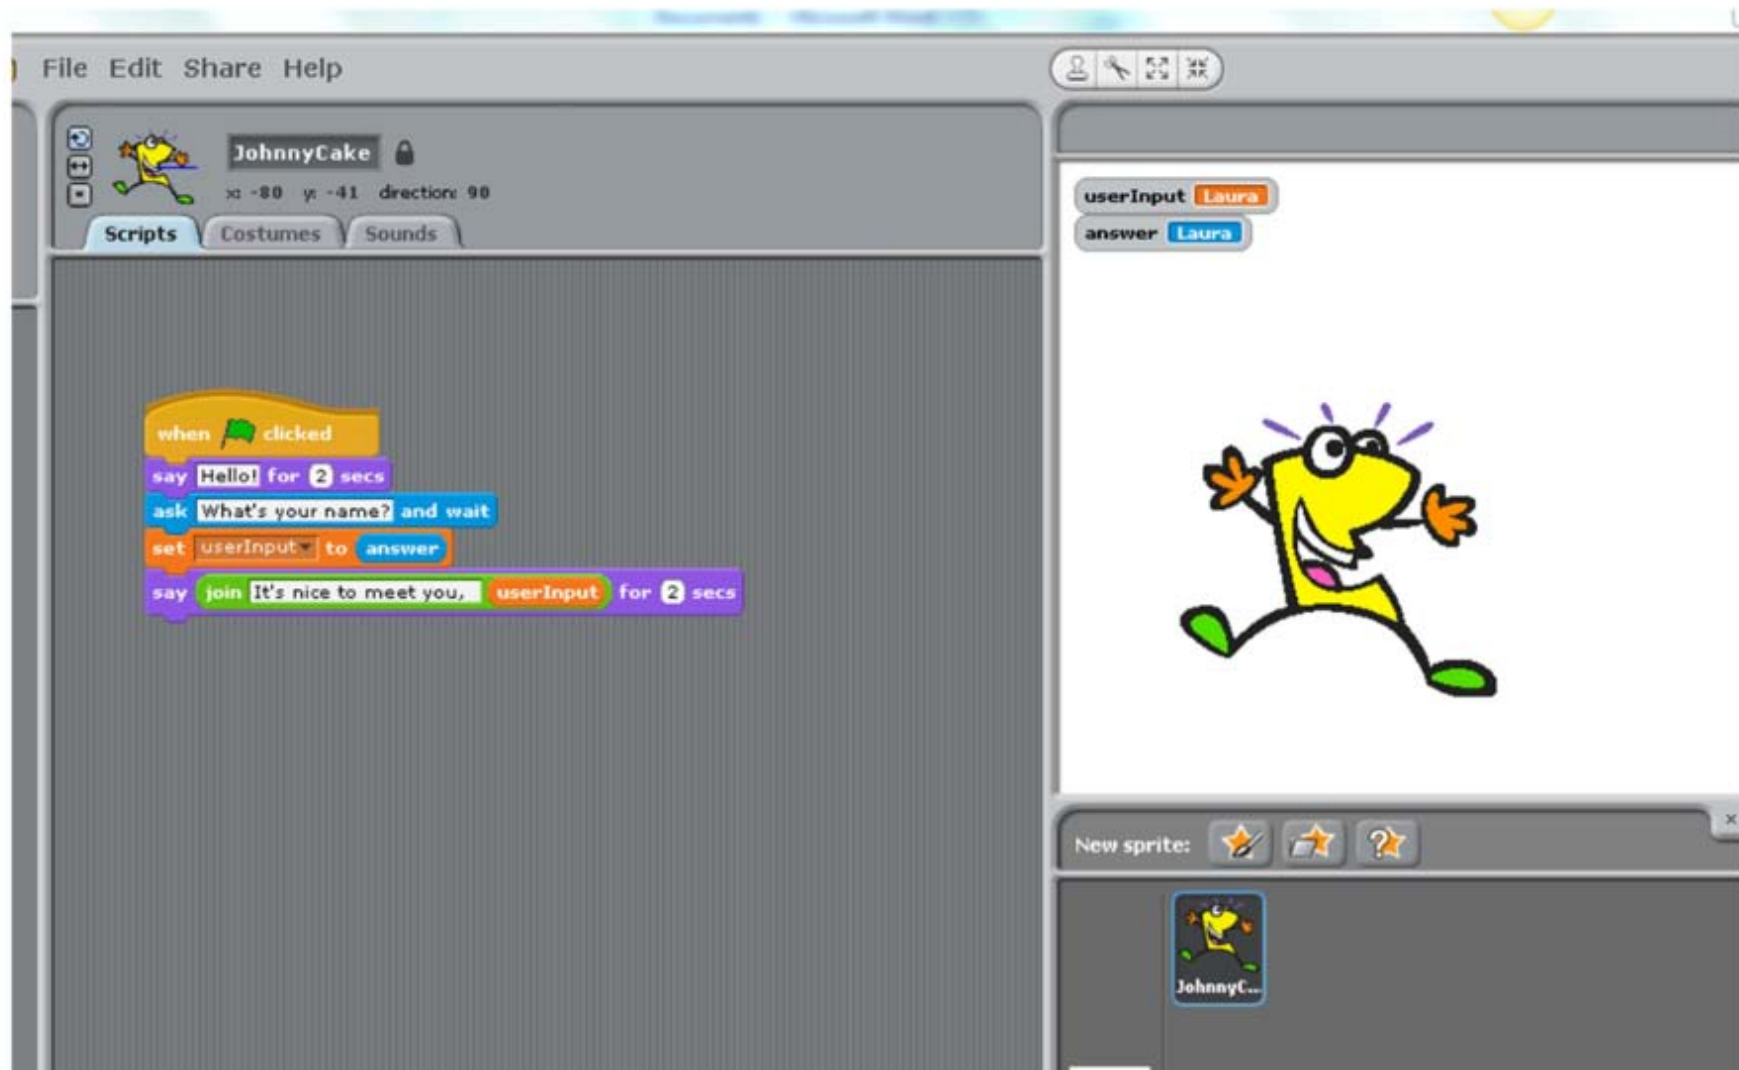 File Edit Share Help
JohnnyCake
x: -80 y: -41 direction: 90
Scripts Costumes Sounds
when clicked
say Hello! for 2 secs
ask What's your name? and wait
set userInput to answer
say join It's nice to meet you, userInput for 2 secs
userInput Laura
answer Laura
New sprite:
JohnnyC...